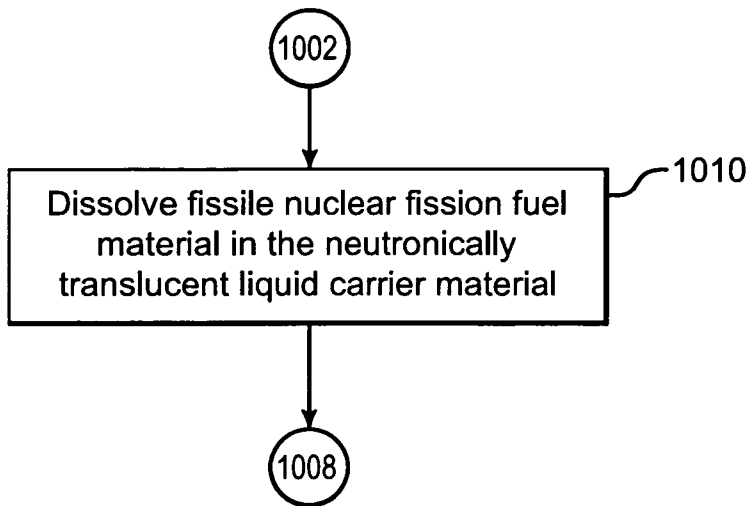 1002
1010
Dissolve fissile nuclear fission fuel
material in the neutronically
translucent liquid carrier material
1008